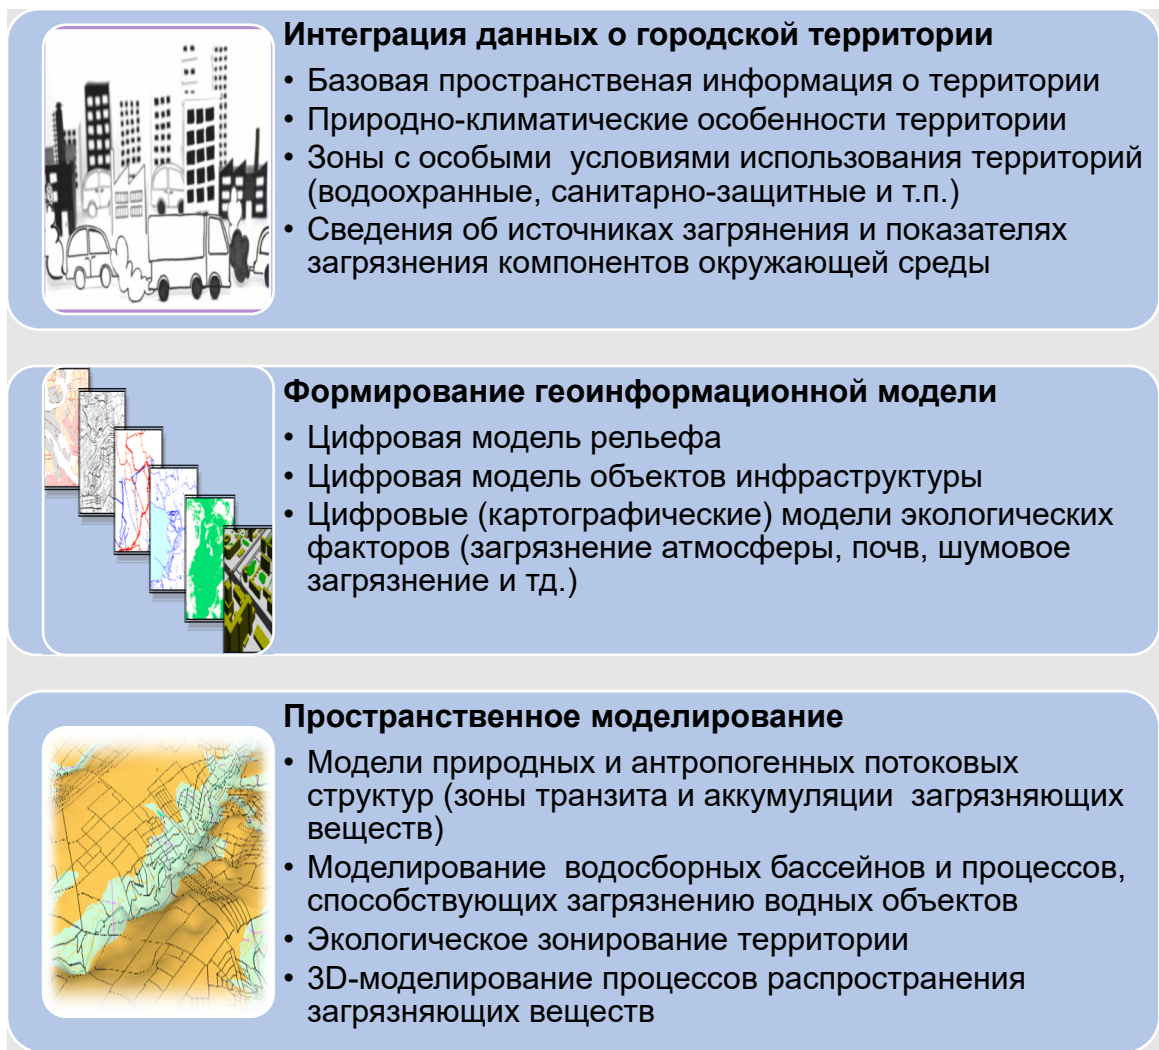 Интеграция данных о городской территории
• Базовая пространственая информация о территории
• Природно-климатические особенности территории
• Зоны с особыми условиями использования территорий
(водоохранные, санитарно-защитные и т.п.)
• Сведения об источниках загрянения и показателях
загрязнения компонентов окружающей среды
Формирование геоинформационной модели
• Цифровая модель рельефа
• Цифровая модель объектов инфраструктуры
• Цифровые (картографические) модели экологических
факторов (загрязнение атмосферы, почв, шумовое
загрязнение и тд.)
Пространственное моделирование
• Модели природных и антропогенных потоковых
структур (зоны транзита и аккумуляции загрязняющих
веществ)
• Моделирование водосборных бассейнов и процессов,
способствующих загрязнению водных объектов
• Экологическое зонирование территории
• 3D-моделирование процессов распространения
загрязняющих веществ